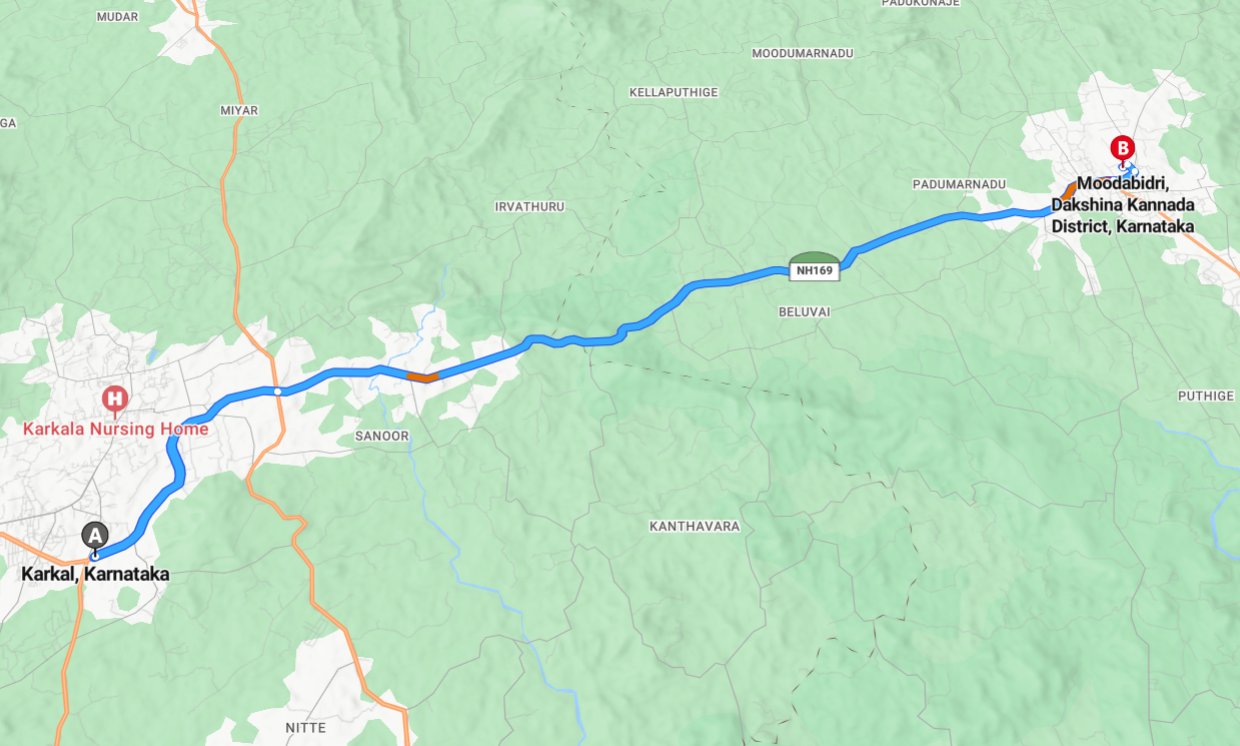 PADUKONAJE
MUDAR
MOODUMARNADU
KELLAPUTHIGE
MIYAR
GA
B
PADUMARNADU
Moodabidri,
Dakshina Kannada
District, Karnataka
IRVATHURU
NH169
BELUVAI
H
Karkala Nursing Home
PUTHIGE
SANOOR
A
KANTHAVARA
Karkal, Karnataka
NITTE